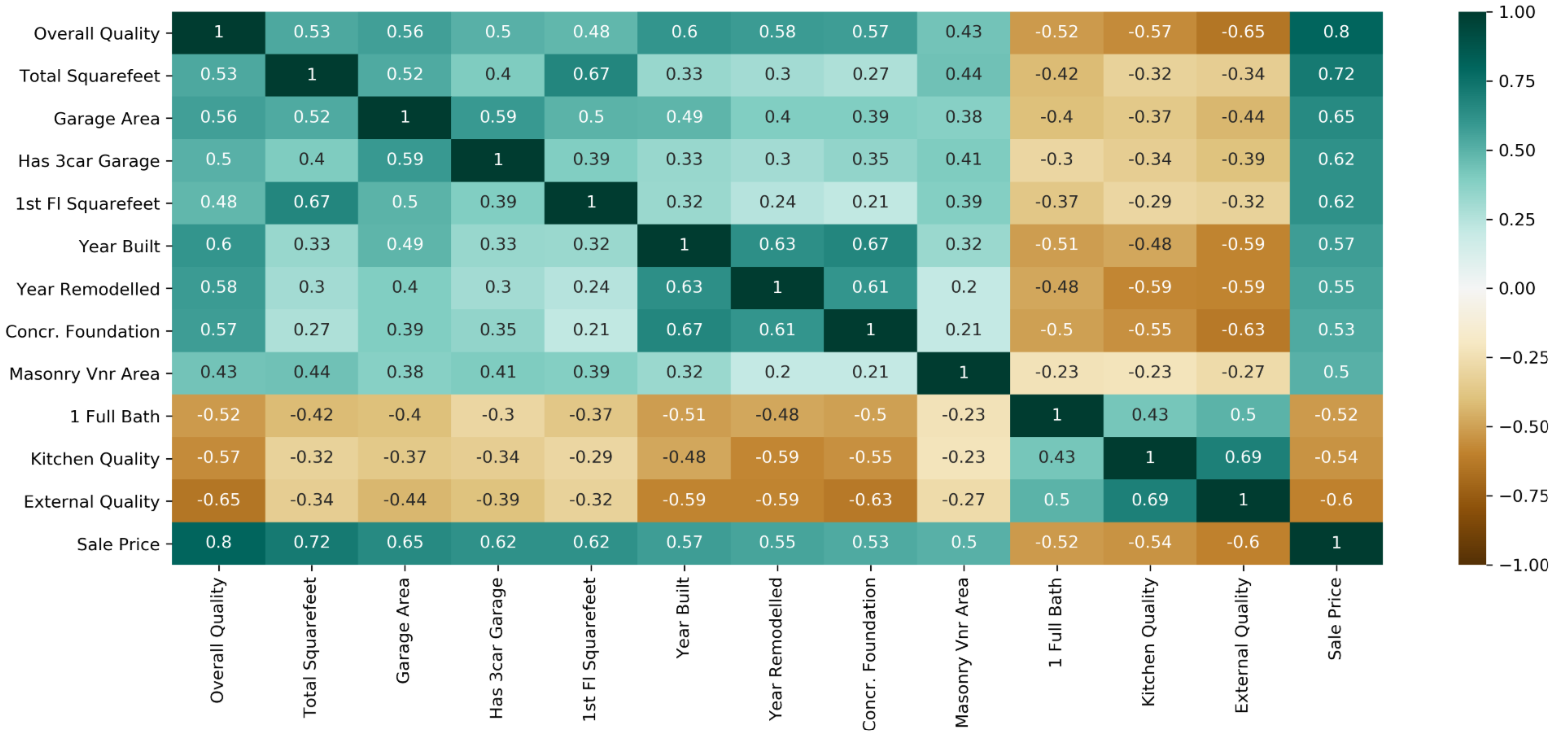 Overall Quality 1 0.53 0.56 0.5 0.48 0.6 0.58 0.57 0.43 -0.52 -0.57 -0.65 0.8
Total Squarefeet 0.53 1 0.52 0.4 0.67 0.33 0.3 0.27 0.44 -0.42 -0.32 -0.34 0.72
Garage Area 0.56 0.52 1 0.59 0.5 0.49 0.4 0.39 0.38 -0.4 -0.37 -0.44 0.65
Has 3car Garage 0.5 0.4 0.59 1 0.39 0.33 0.3 0.35 0.41 -0.3 -0.34 -0.39 0.62
1st Fl Squarefeet 0.48 0.67 0.5 0.39 1 0.32 0.24 0.21 0.39 -0.37 -0.29 -0.32 0.62
Year Built 0.6 0.33 0.49 0.33 0.32 1 0.63 0.67 0.32 -0.51 -0.48 -0.59 0.57
Year Remodelled 0.58 0.3 0.4 0.3 0.24 0.63 1 0.61 0.2 -0.48 -0.59 -0.59 0.55
Concr. Foundation 0.57 0.27 0.39 0.35 0.21 0.67 0.61 1 0.21 -0.5 -0.55 -0.63 0.53
Masonry Vnr Area 0.43 0.44 0.38 0.41 0.39 0.32 0.2 0.21 1 -0.23 -0.23 -0.27 0.5
1 Full Bath -0.52 -0.42 -0.4 -0.3 -0.37 -0.51 -0.48 -0.5 -0.23 1 0.43 0.5 -0.52
Kitchen Quality -0.57 -0.32 -0.37 -0.34 -0.29 -0.48 -0.59 -0.55 -0.23 0.43 1 0.69 -0.54
External Quality -0.65 -0.34 -0.44 -0.39 -0.32 -0.59 -0.59 -0.63 -0.27 0.5 0.69 1 -0.6
Sale Price 0.8 0.72 0.65 0.62 0.62 0.57 0.55 0.53 0.5 -0.52 -0.54 -0.6 1
Overall Quality
Total Squarefeet
Garage Area
Has 3car Garage
1st Fl Squarefeet
Year Built
Year Remodelled
Concr. Foundation
Masonry Vnr Area
1 Full Bath
Kitchen Quality
External Quality
Sale Price
1.00
0.75
0.50
0.25
0.00
−0.25
−0.50
−0.75
−1.00